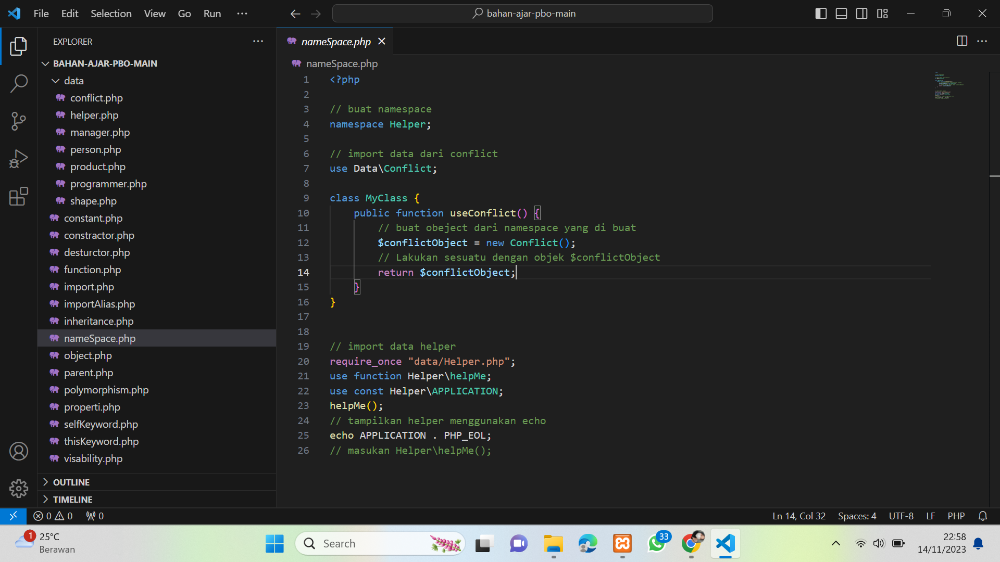 File Edit Selection View Go Run ···
bahan-ajar-pbo-main
EXPLORER
BAHAN-AJAR-PBO-MAIN
data
conflict.php
helper.php
manager.php
person.php
product.php
programmer.php
shape.php
constant.php
constractor.php
desturctor.php
function.php
import.php
importAlias.php
inheritance.php
nameSpace.php
object.php
parent.php
polymorphism.php
properti.php
selfKeyword.php
thisKeyword.php
visability.php
OUTLINE
TIMELINE
nameSpace.php
nameSpace.php
1 <?php
2
3 // buat namespace
4 namespace Helper;
5
6 // import data dari conflict
7 use Data\Conflict;
8
9 class MyClass {
10 public function useConflict() {
11 // buat obeject dari namespace yang di buat
12 $conflictObject = new Conflict();
13 // Lakukan sesuatu dengan objek $conflictObject
14 return $conflictObject;
15 }
16 }
17
18
19 // import data helper
20 require_once "data/Helper.php";
21 use function Helper\helpMe;
22 use const Helper\APPLICATION;
23 helpMe();
24 // tampilkan helper menggunakan echo
25 echo APPLICATION . PHP_EOL;
26 // masukan Helper\helpMe();
0 0 0
Ln 14, Col 32 Spaces: 4 UTF-8 LF PHP
1
25°C
Berawan
Search
33
22:58
14/11/2023